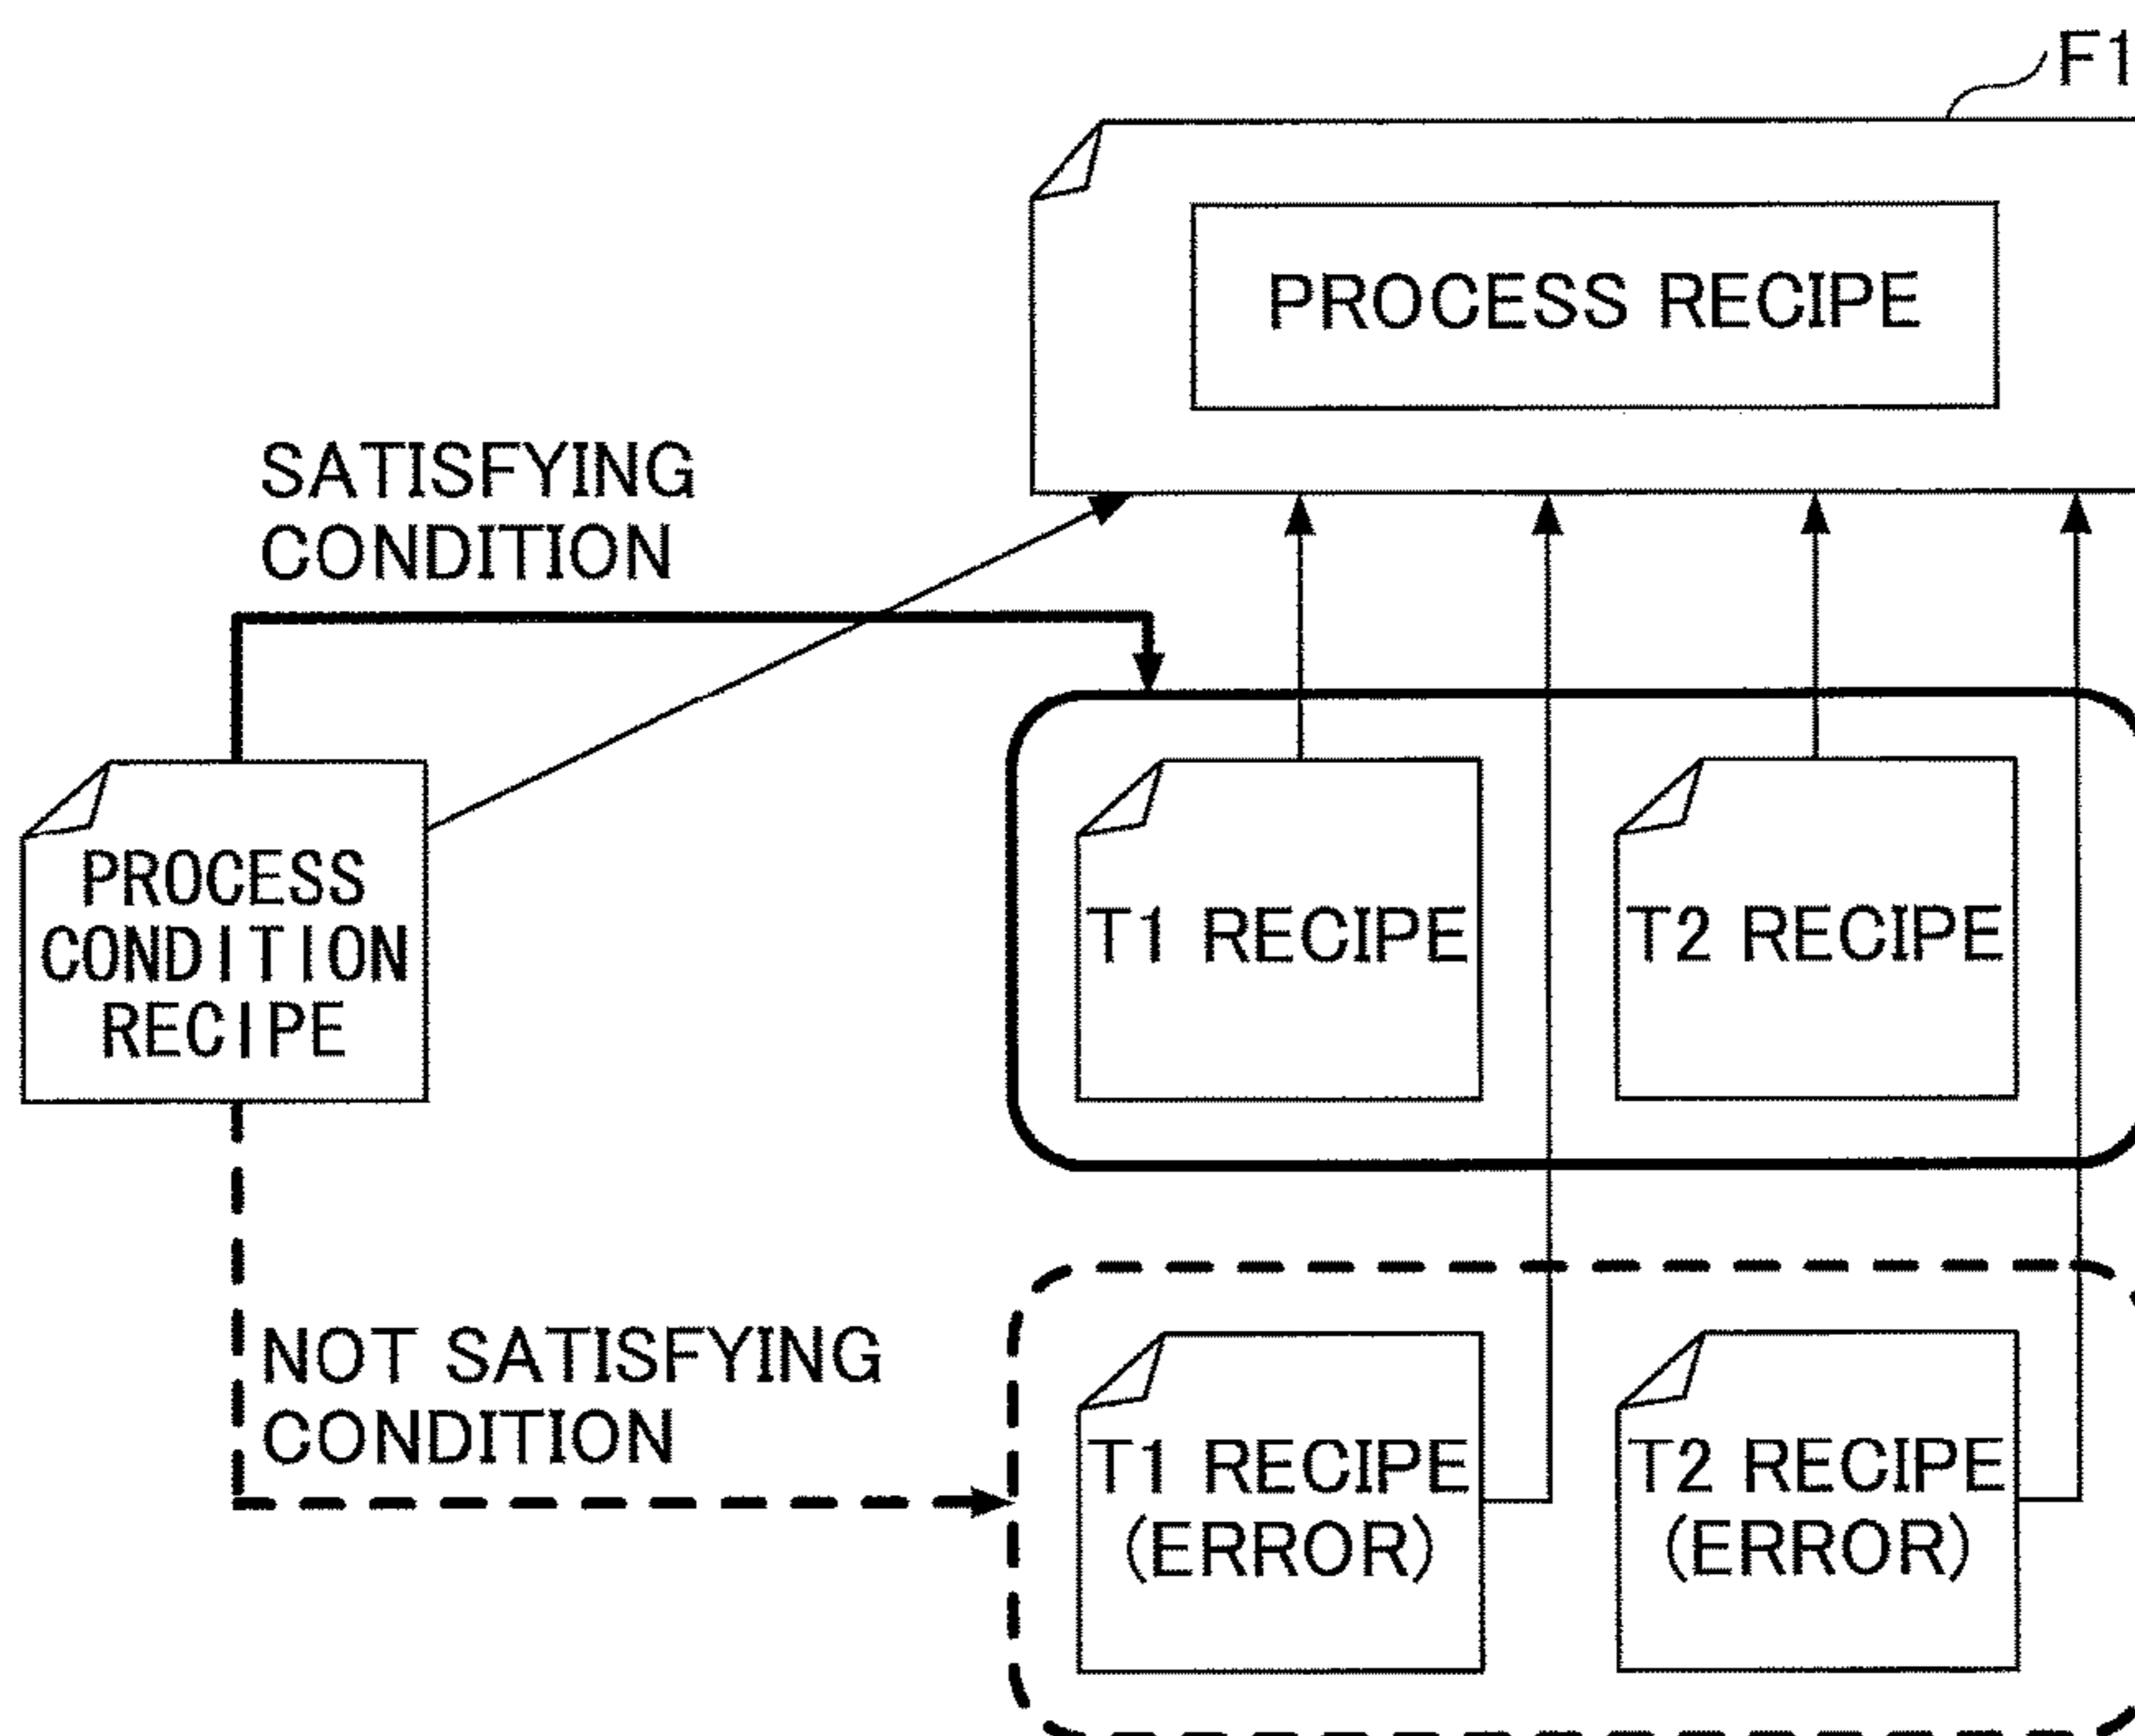 F1
PROCESS RECIPE
SATISFYING
CONDITION
PROCESS
CONDITION
RECIPE
T1 RECIPE
T2 RECIPE
NOT SATISFYING
CONDITION
T1 RECIPE
(ERROR)
T2 RECIPE
(ERROR)